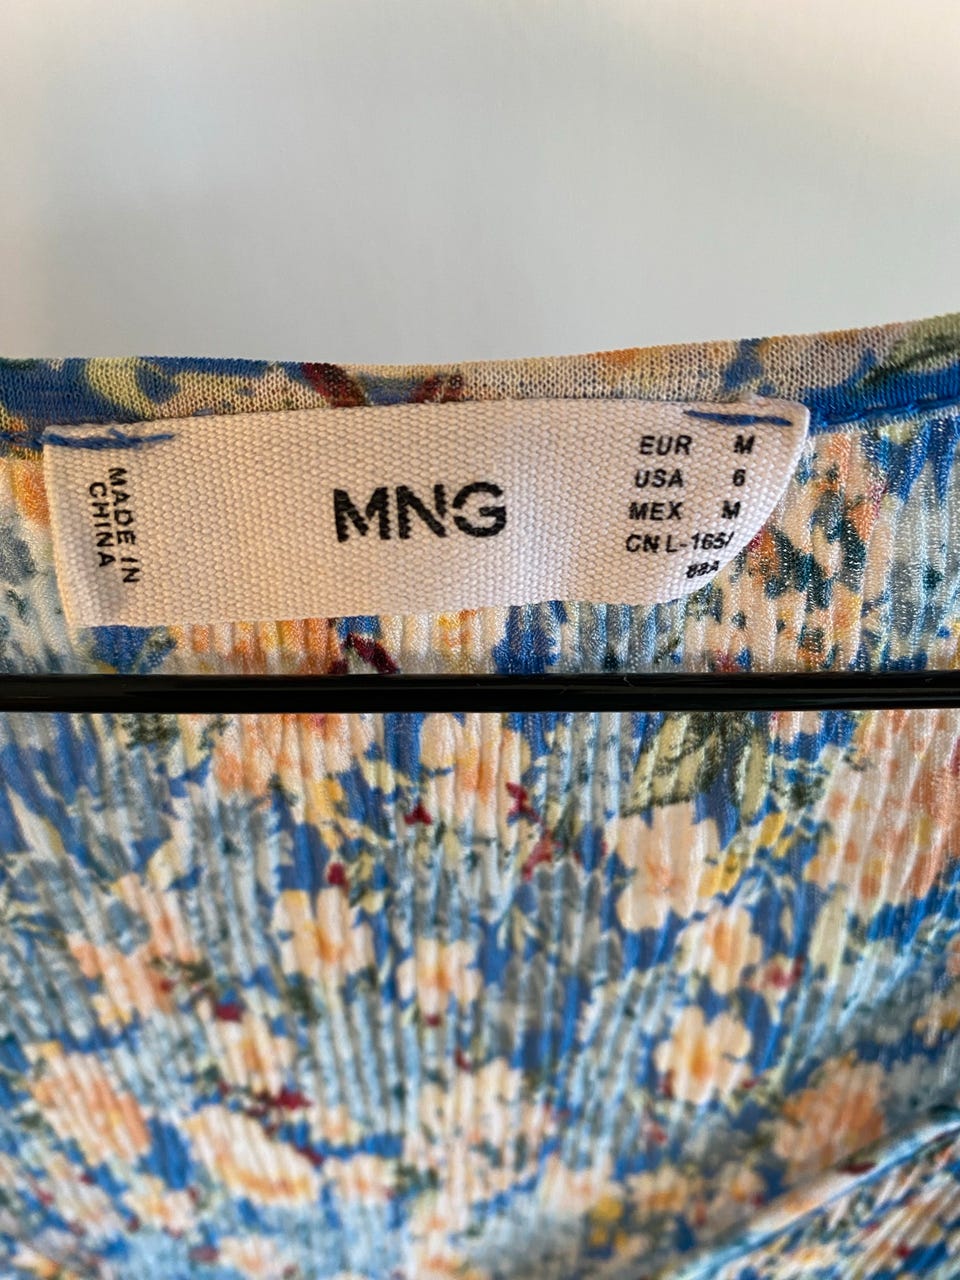 MADE IN
CHINA
MNG
EUR M
USA 6
MEX M
CN L-165/
88A